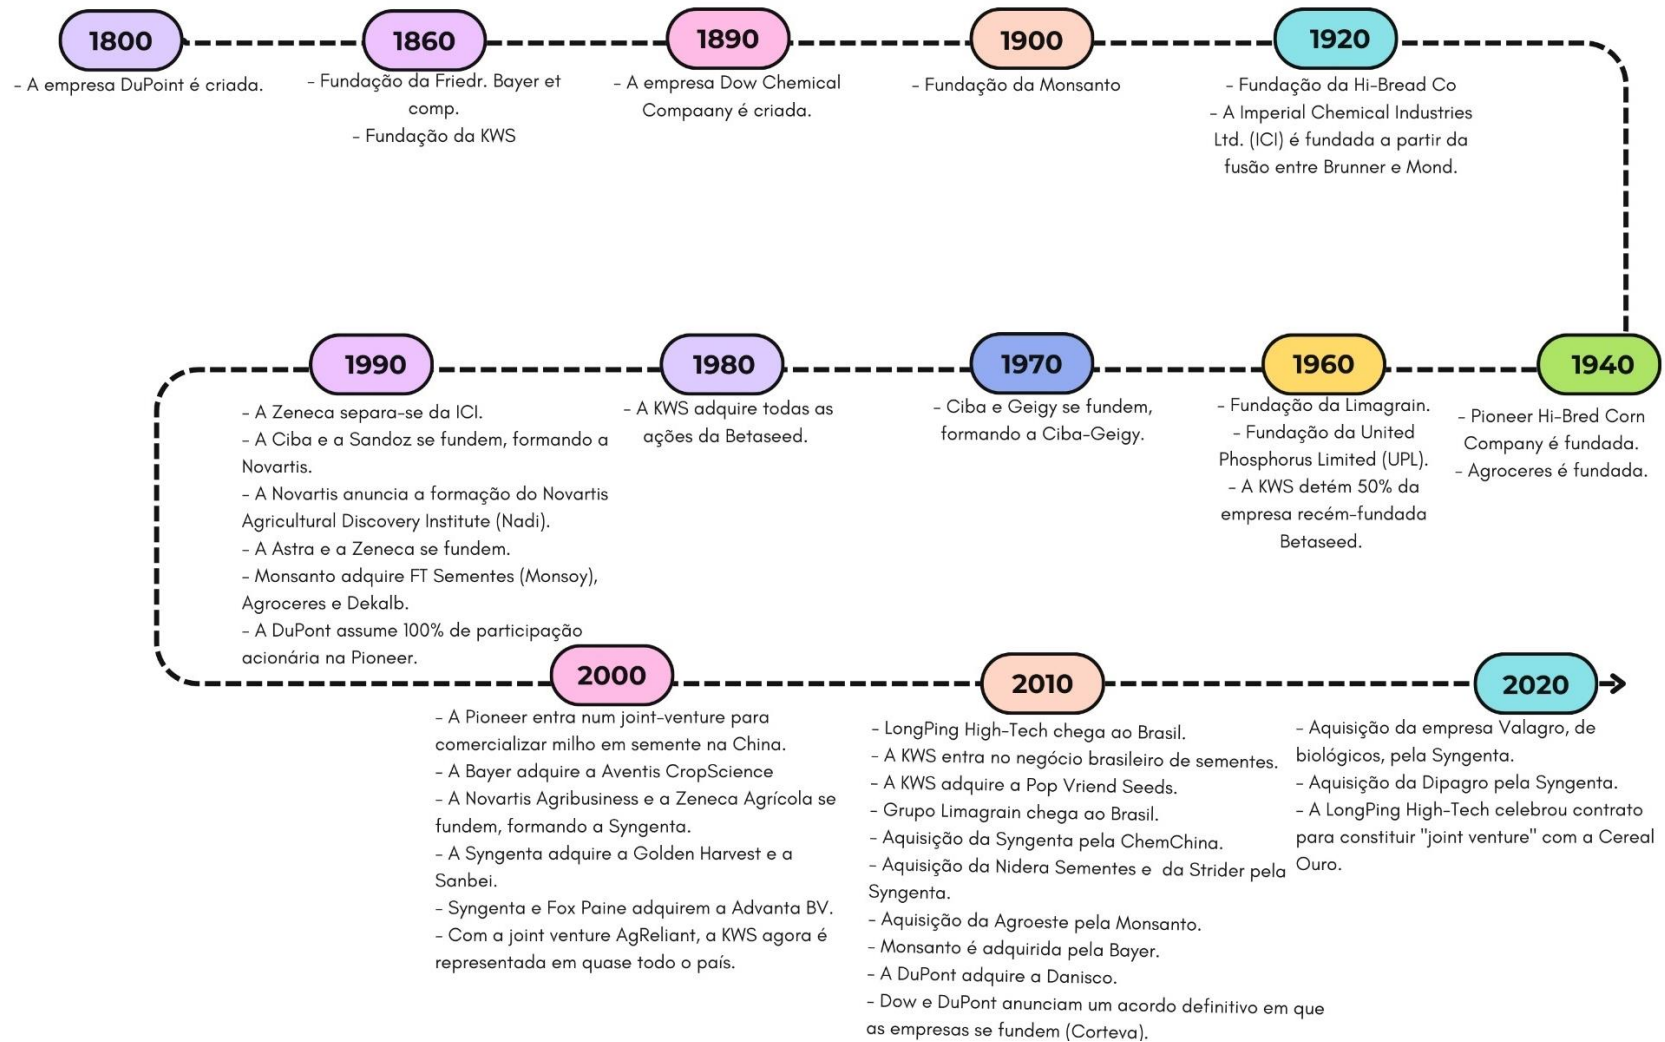 1800
- A empresa DuPoint é criada.
1860
- Fundação da Friedr. Bayer et
comp.
- Fundação da KWS
1890
- A empresa Dow Chemical
Compaany é criada.
1900
- Fundação da Monsanto
1920
- Fundação da Hi-Bread Co
- A Imperial Chemical Industries
Ltd. (ICI) é fundada a partir da
fusão entre Brunner e Mond.
1940
- Pioneer Hi-Bred Corn
Company é fundada.
- Agroceres é fundada.
1960
- Fundação da Limagrain.
- Fundação da United
Phosphorus Limited (UPL).
- A KWS detém 50% da
empresa recém-fundada
Betaseed.
1970
- Ciba e Geigy se fundem,
formando a Ciba-Geigy.
1980
- A KWS adquire todas as
ações da Betaseed.
1990
- A Zeneca separa-se da ICI.
- A Ciba e a Sandoz se fundem, formando a
Novartis.
- A Novartis anuncia a formação do Novartis
Agricultural Discovery Institute (Nadi).
- A Astra e a Zeneca se fundem.
- Monsanto adquire FT Sementes (Monsoy),
Agroceres e Dekalb.
- A DuPont assume 100% de participação
acionária na Pioneer.
2000
- A Pioneer entra num joint-venture para
comercializar milho em semente na China.
- A Bayer adquire a Aventis CropScience
- A Novartis Agribusiness e a Zeneca Agrícola se
fundem, formando a Syngenta.
- A Syngenta adquire a Golden Harvest e a
Sanbei.
- Syngenta e Fox Paine adquirem a Advanta BV.
- Com a joint venture AgReliant, a KWS agora é
representada em quase todo o país.
2010
- LongPing High-Tech chega ao Brasil.
- A KWS entra no negócio brasileiro de sementes.
- A KWS adquire a Pop Vriend Seeds.
- Grupo Limagrain chega ao Brasil.
- Aquisição da Syngenta pela ChemChina.
- Aquisição da Nidera Sementes e da Strider pela
Syngenta.
- Aquisição da Agroeste pela Monsanto.
- Monsanto é adquirida pela Bayer.
- A DuPont adquire a Danisco.
- Dow e DuPont anunciam um acordo definitivo em que
as empresas se fundem (Corteva).
2020
- Aquisição da empresa Valagro, de
biológicos, pela Syngenta.
- Aquisição da Dipagro pela Syngenta.
- A LongPing High-Tech celebrou contrato
para constituir "joint venture" com a Cereal
Ouro.